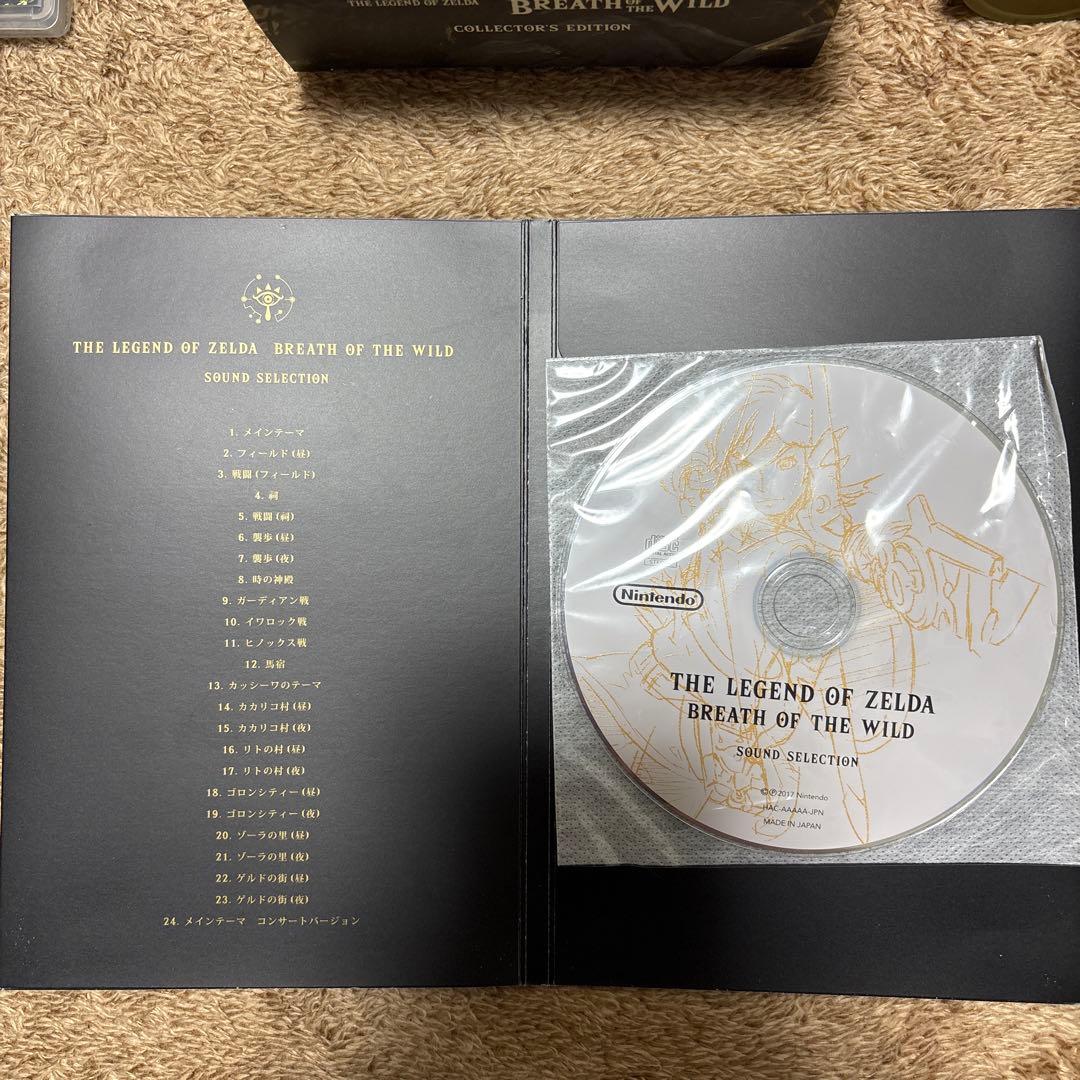 THE LEGEND OF ZELDA
BREATH OF THE WILD
COLLECTOR'S EDITION
THE LEGEND OF ZELDA BREATH OF THE WILD
SOUND SELECTION
1. メインテーマ
2. フィールド(昼)
3. 戦闘(フィールド)
4. 祠
5. 戦闘(祠)
6. 襲歩(昼)
7. 襲歩(夜)
8. 時の神殿
9. ガーディアン戦
10. イワロック戦
11. ヒノックス戦
12. 馬宿
13. カッシーワのテーマ
14. カカリコ村(昼)
15. カカリコ村(夜)
16. リトの村(昼)
17. リトの村(夜)
18. ゴロンシティー(昼)
19. ゴロンシティー(夜)
20. ゾーラの里(昼)
21. ゾーラの里(夜)
22. ゲルドの街(昼)
23. ゲルドの街(夜)
24. メインテーマ コンサートバージョン
disc
Nintendo®
THE LEGEND OF ZELDA
BREATH OF THE WILD
SOUND SELECTION
©℗2017 Nintendo
HAC-AAAAA-JPN
MADE IN JAPAN